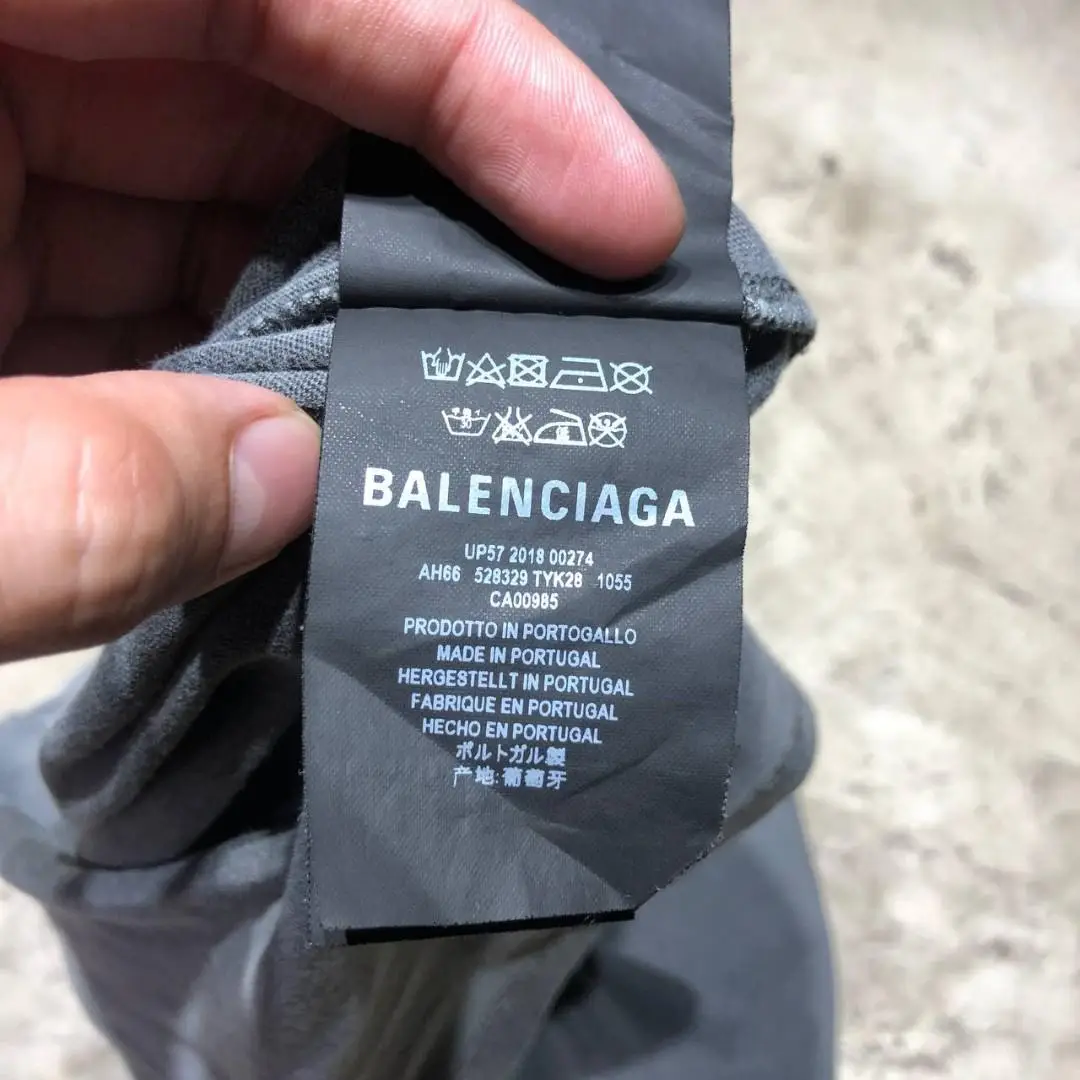 BALENCIAGA
UP57 2018 00274
AH66 528329 TYK28 1055
CA00985
PRODOTTO IN PORTOGALLO
MADE IN PORTUGAL
HERGESTELLT IN PORTUGAL
FABRIQUE EN PORTUGAL
HECHO EN PORTUGAL
ポルトガル製
产地:葡萄牙